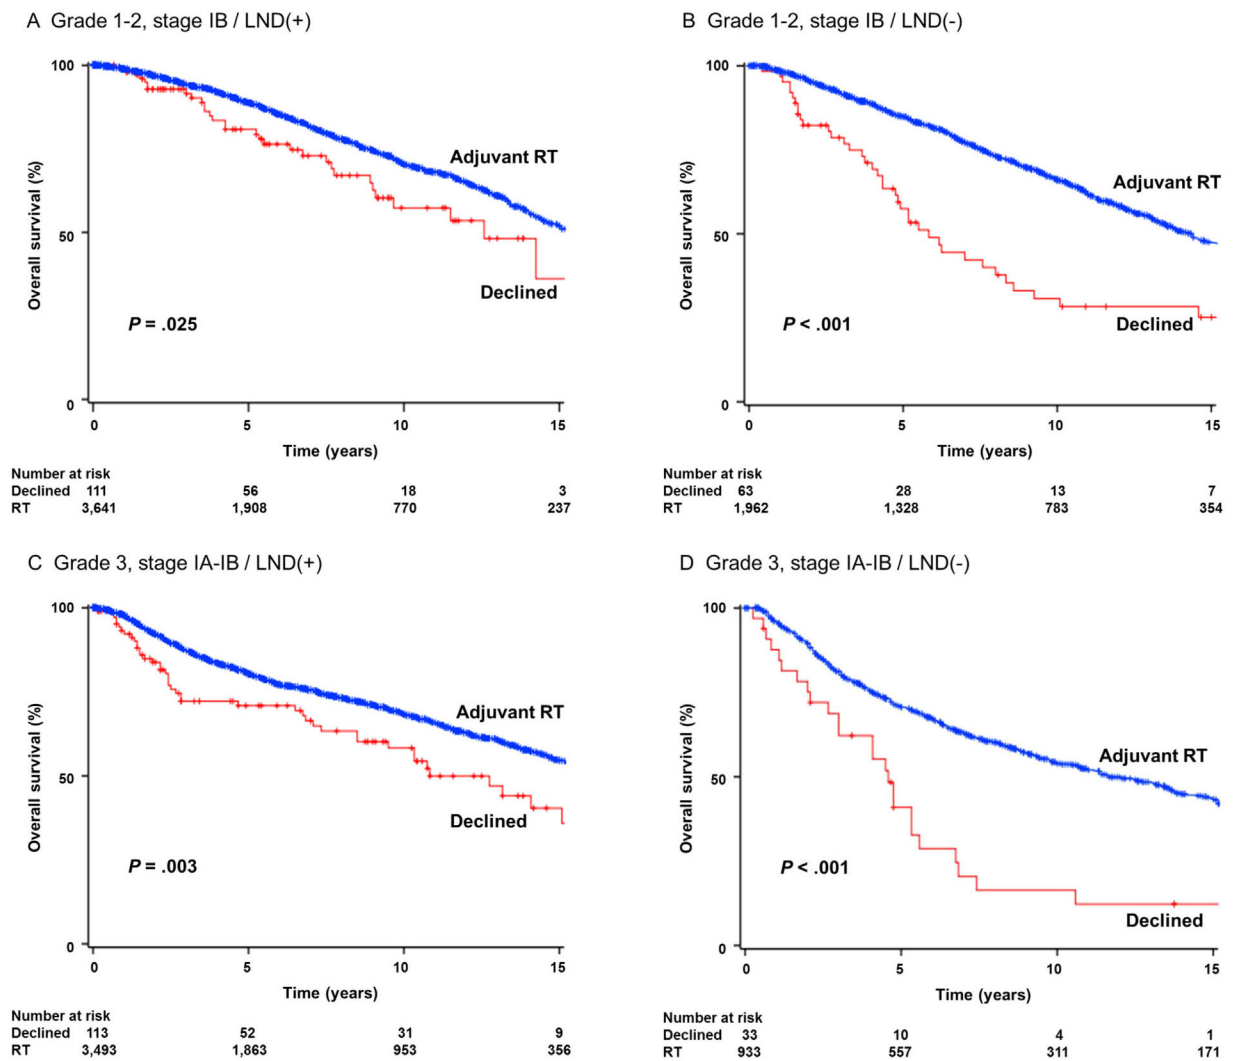 A Grade 1-2, stage IB / LND(+)
100
50
0
Overall survival (%)
Adjuvant RT
Declined
P = .025
0 5 10 15
Time (years)
Number at risk
Declined 111 56 18 3
RT 3,641 1,908 770 237
B Grade 1-2, stage IB / LND(-)
100
50
0
Overall survival (%)
Adjuvant RT
Declined
P < .001
0 5 10 15
Time (years)
Number at risk
Declined 63 28 13 7
RT 1,962 1,328 783 354
C Grade 3, stage IA-IB / LND(+)
100
50
0
Overall survival (%)
Adjuvant RT
Declined
P = .003
0 5 10 15
Time (years)
Number at risk
Declined 113 52 31 9
RT 3,493 1,863 953 356
D Grade 3, stage IA-IB / LND(-)
100
50
0
Overall survival (%)
Adjuvant RT
Declined
P < .001
0 5 10 15
Time (years)
Number at risk
Declined 33 10 4 1
RT 933 557 311 171